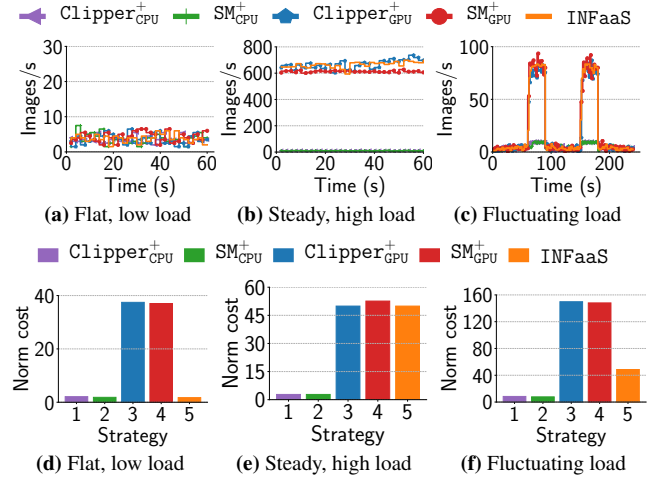 Clipper+CPU SM+CPU Clipper+GPU SM+GPU INFaaS
Images/s 30 20 10 0 0 20 40 60 Time (s)
Images/s 800 600 400 200 0 0 20 40 60 Time (s)
Images/s 100 50 0 0 100 200 Time (s)
(a) Flat, low load (b) Steady, high load (c) Fluctuating load
Clipper+CPU SM+CPU Clipper+GPU SM+GPU INFaaS
Norm cost 40 20 0 1 2 3 4 5 Strategy
Norm cost 60 45 30 15 0 1 2 3 4 5 Strategy
Norm cost 160 120 80 40 0 1 2 3 4 5 Strategy
(d) Flat, low load (e) Steady, high load (f) Fluctuating load